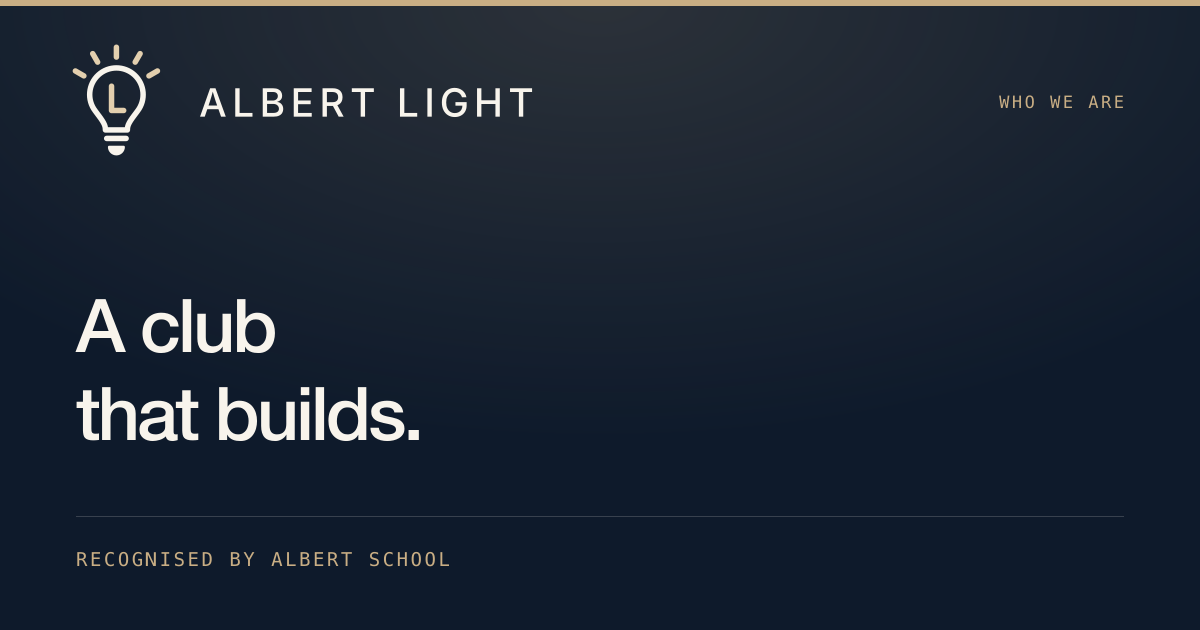 L
ALBERT LIGHT
WHO WE ARE
A club
that builds.
RECOGNISED BY ALBERT SCHOOL